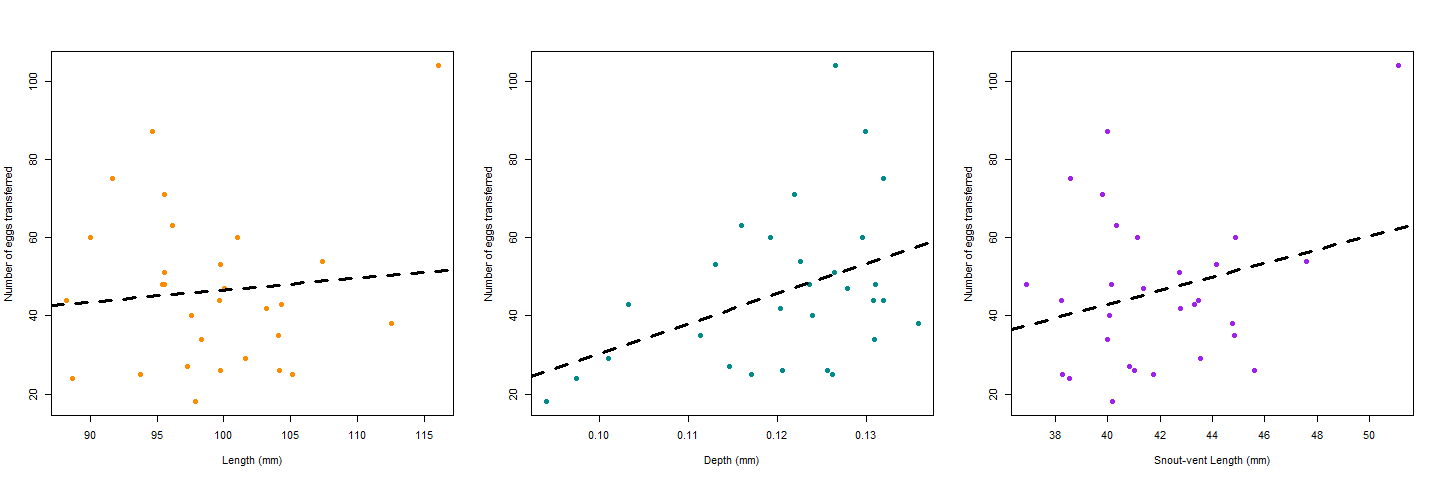 Number of eggs transferred
100
80
60
40
20
90 95 100 105 110 115
Length (mm)
Number of eggs transferred
100
80
60
40
20
0.10 0.11 0.12 0.13
Depth (mm)
Number of eggs transferred
100
80
60
40
20
38 40 42 44 46 48 50
Snout-vent Length (mm)